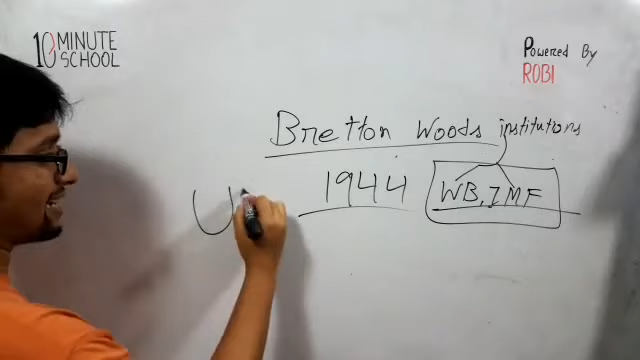 10 MINUTE SCHOOL
Powered By
ROBI
Bretton Woods institutions
1944 WB, IMF
U